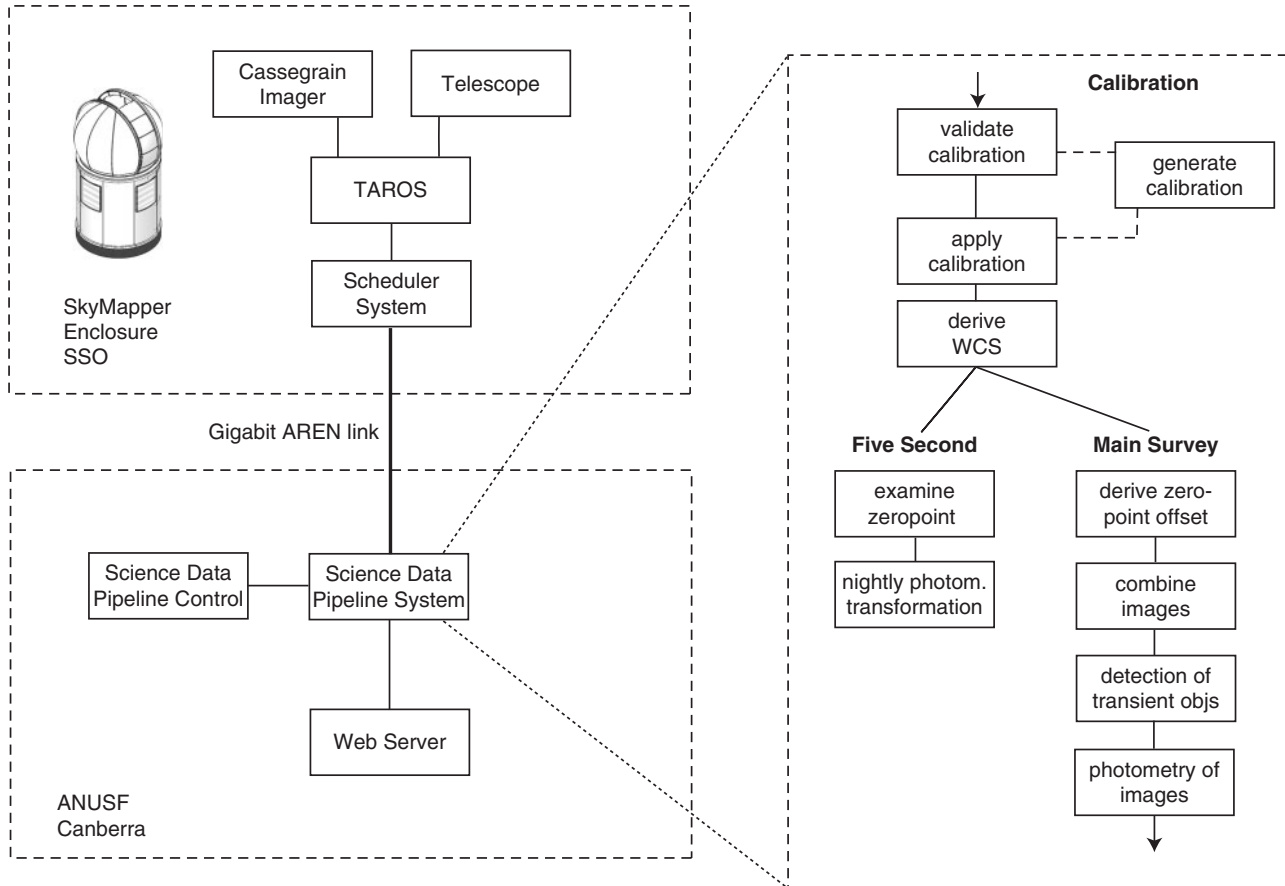 Cassegrain
Imager
Telescope
TAROS
Scheduler
System
SkyMapper
Enclosure
SSO
Gigabit AREN link
Science Data
Pipeline Control
Science Data
Pipeline System
Web Server
ANUSF
Canberra
Calibration
validate
calibration
generate
calibration
apply
calibration
derive
WCS
Five Second
examine
zeropoint
nightly photom.
transformation
Main Survey
derive zero-
point offset
combine
images
detection of
transient objs
photometry of
images